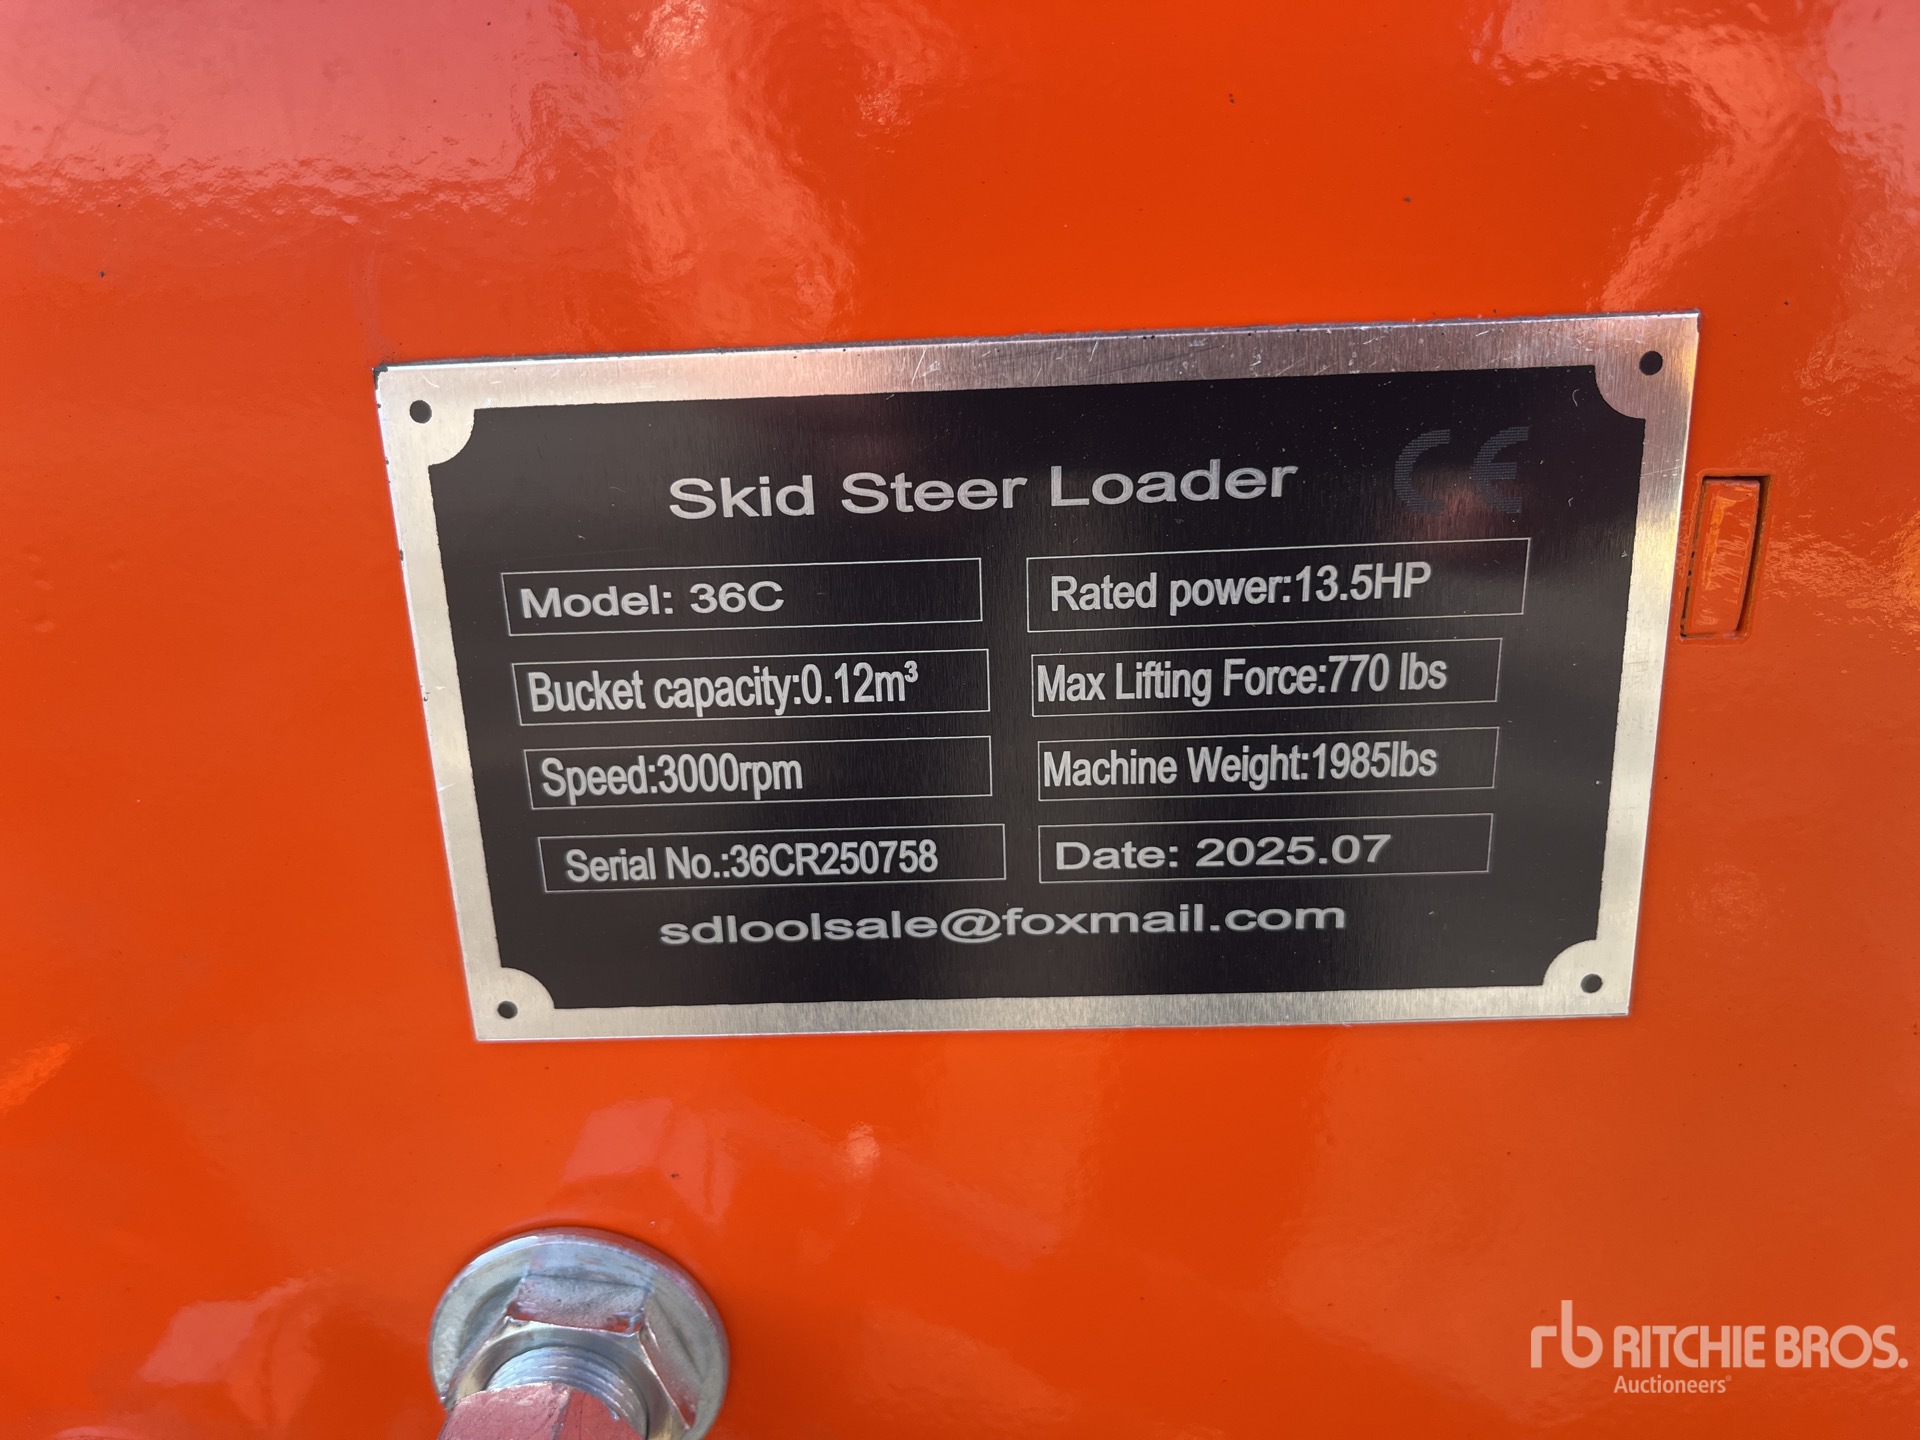 Skid Steer Loader CE
Model: 36C Rated power:13.5HP
Bucket capacity:0.12m³ Max Lifting Force:770 lbs
Speed:3000rpm Machine Weight:1985lbs
Serial No.:36CR250758 Date: 2025.07
sdloolsale@foxmail.com
rb RITCHIE BROS.
Auctioneers®